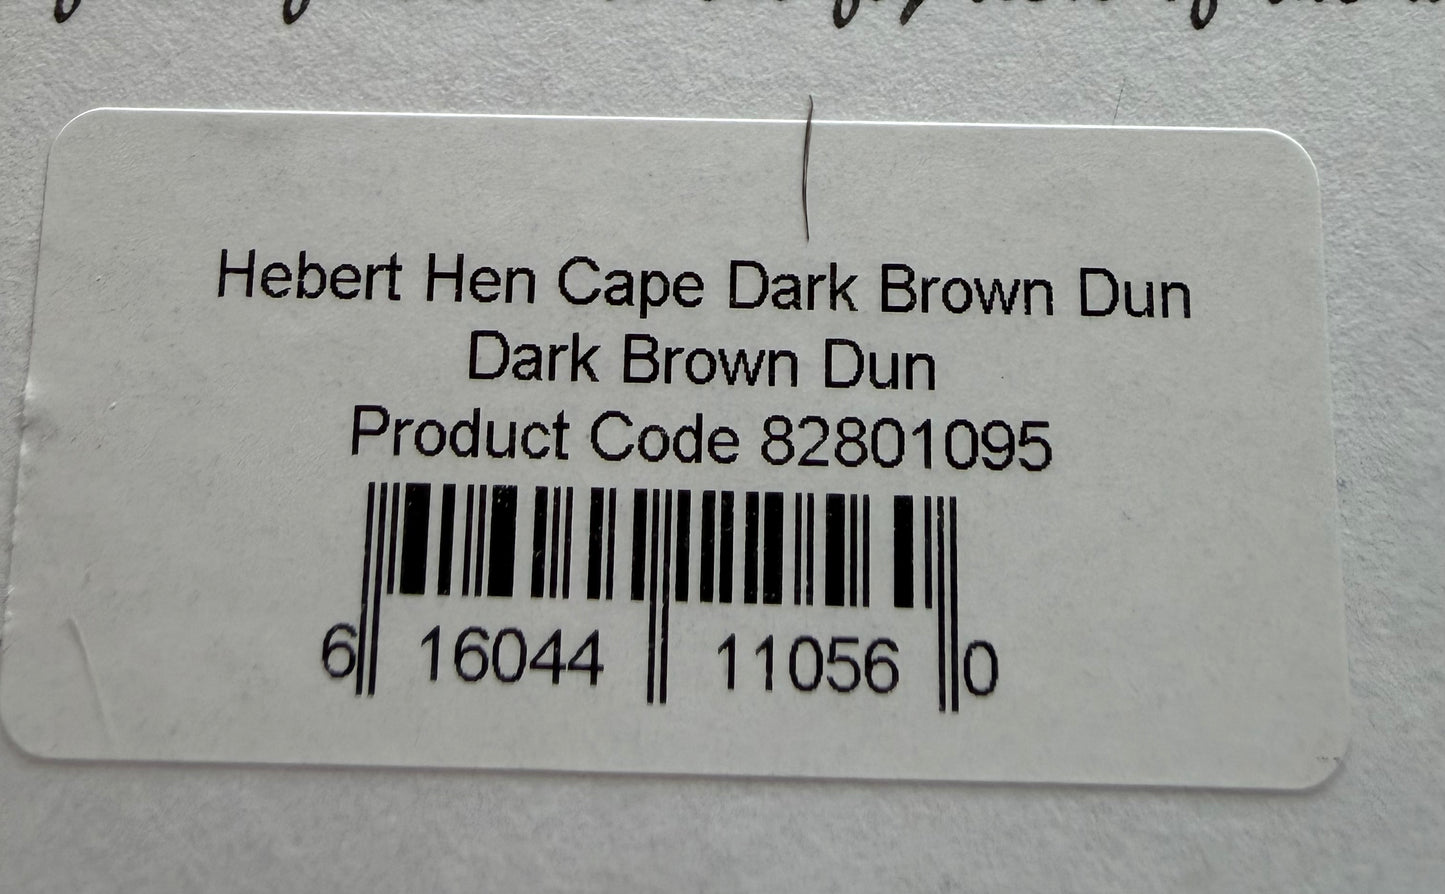 Hebert Hen Cape Dark Brown Dun
Dark Brown Dun
Product Code 82801095
6 16044 11056 0